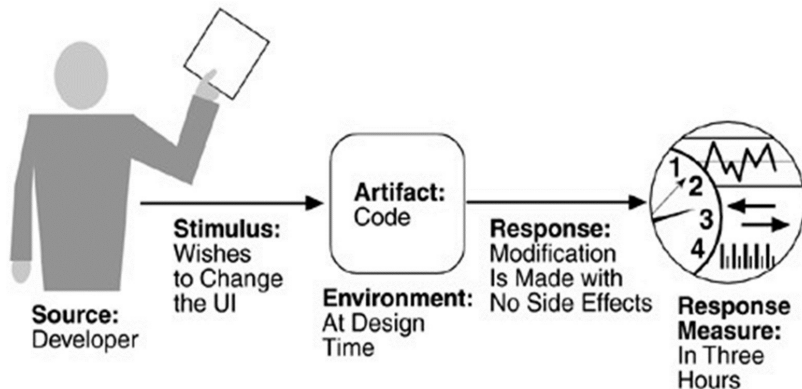 Source:
Developer
Stimulus:
Wishes
to Change
the UI
Artifact:
Code
Environment:
At Design
Time
Response:
Modification
Is Made with
No Side Effects
1
2
3
4
Response
Measure:
In Three
Hours